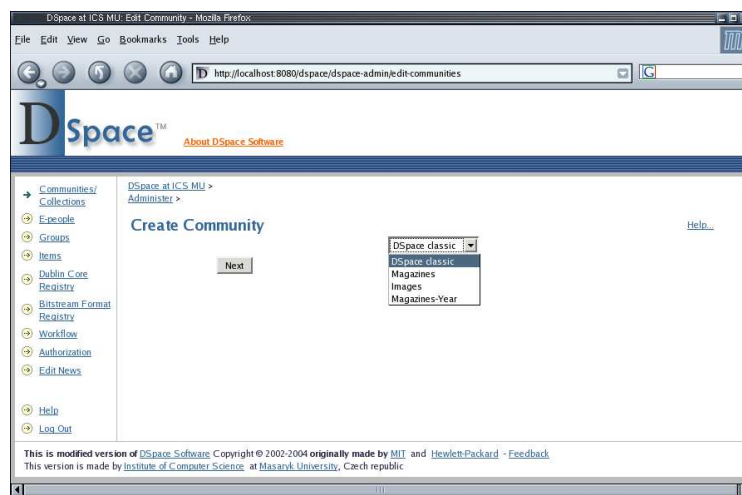 DSpace at ICS MU: Edit Community - Mozilla Firefox
File Edit View Go Bookmarks Tools Help
D http://localhost:8080/dspace/dspace-admin/edit-communities G
DSpace™ About DSpace Software
DSpace at ICS MU >
Administer >
Communities/
Collections
E-people
Groups
Items
Dublin Core
Registry
Bitstream Format
Registry
Workflow
Authorization
Edit News
Help
Log Out
Create Community
Help...
DSpace classic
DSpace classic
Magazines
Images
Magazines-Year
Next
This is modified version of DSpace Software Copyright © 2002-2004 originally made by MIT and Hewlett-Packard - Feedback
This version is made by Institute of Computer Science at Masaryk University, Czech republic